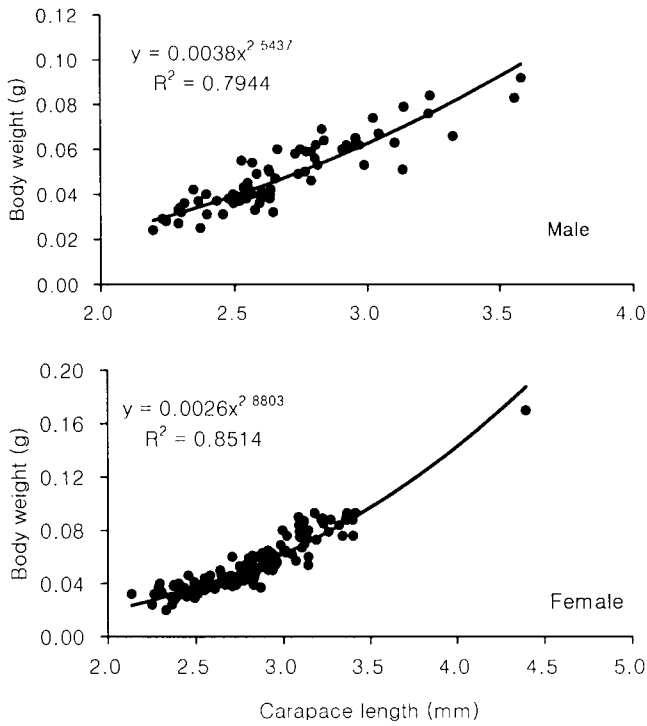 0.12
y = 0.0038x^2.5437
R² = 0.7944
0.10
0.08
0.06
0.04
0.02
0.00
Body weight (g)
Male
2.0 2.5 3.0 3.5 4.0
0.20
y = 0.0026x^2.8803
R² = 0.8514
0.16
0.12
0.08
0.04
0.00
Body weight (g)
Female
2.0 2.5 3.0 3.5 4.0 4.5 5.0
Carapace length (mm)